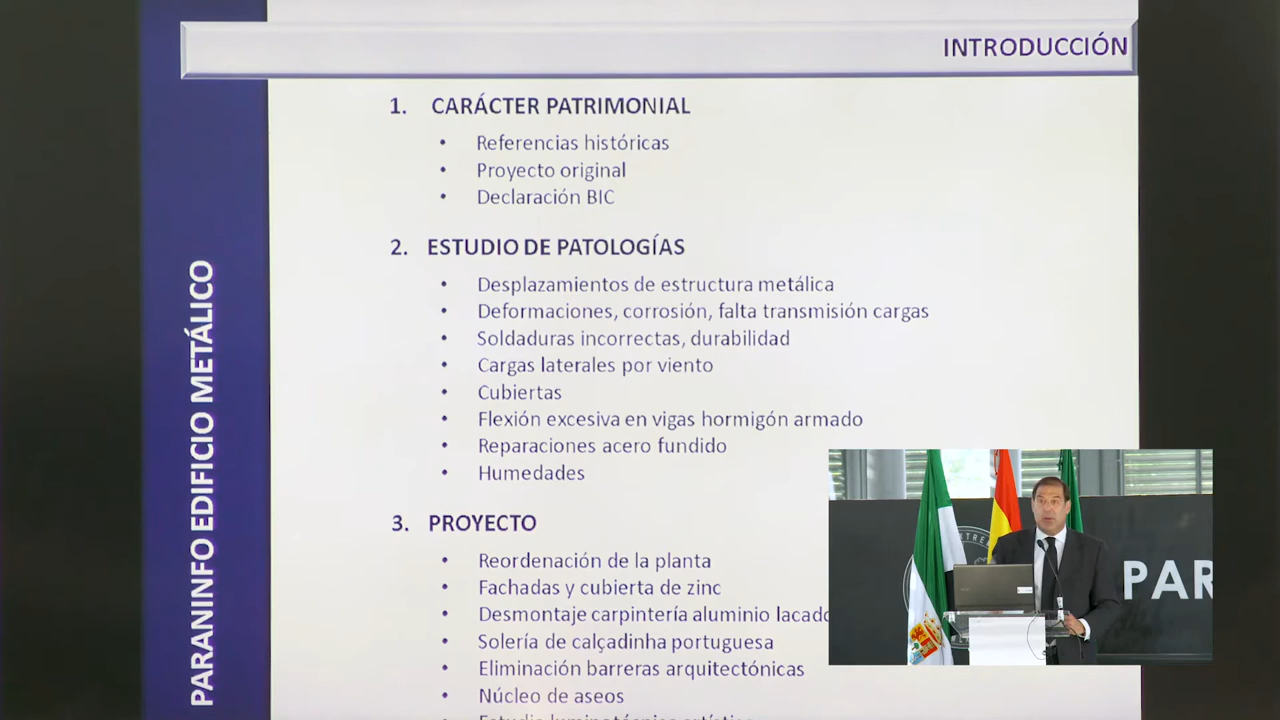 INTRODUCCIÓN
1. CARÁCTER PATRIMONIAL
• Referencias históricas
• Proyecto original
• Declaración BIC
2. ESTUDIO DE PATOLOGÍAS
• Desplazamientos de estructura metálica
• Deformaciones, corrosión, falta transmisión cargas
• Soldaduras incorrectas, durabilidad
• Cargas laterales por viento
• Cubiertas
• Flexión excesiva en vigas hormigón armado
• Reparaciones acero fundido
• Humedades
3. PROYECTO
• Reordenación de la planta
• Fachadas y cubierta de zinc
• Desmontaje carpintería aluminio lacado
• Solería de calçadinha portuguesa
• Eliminación barreras arquitectónicas
• Núcleo de aseos
PARANINFO EDIFICIO METÁLICO
PAR